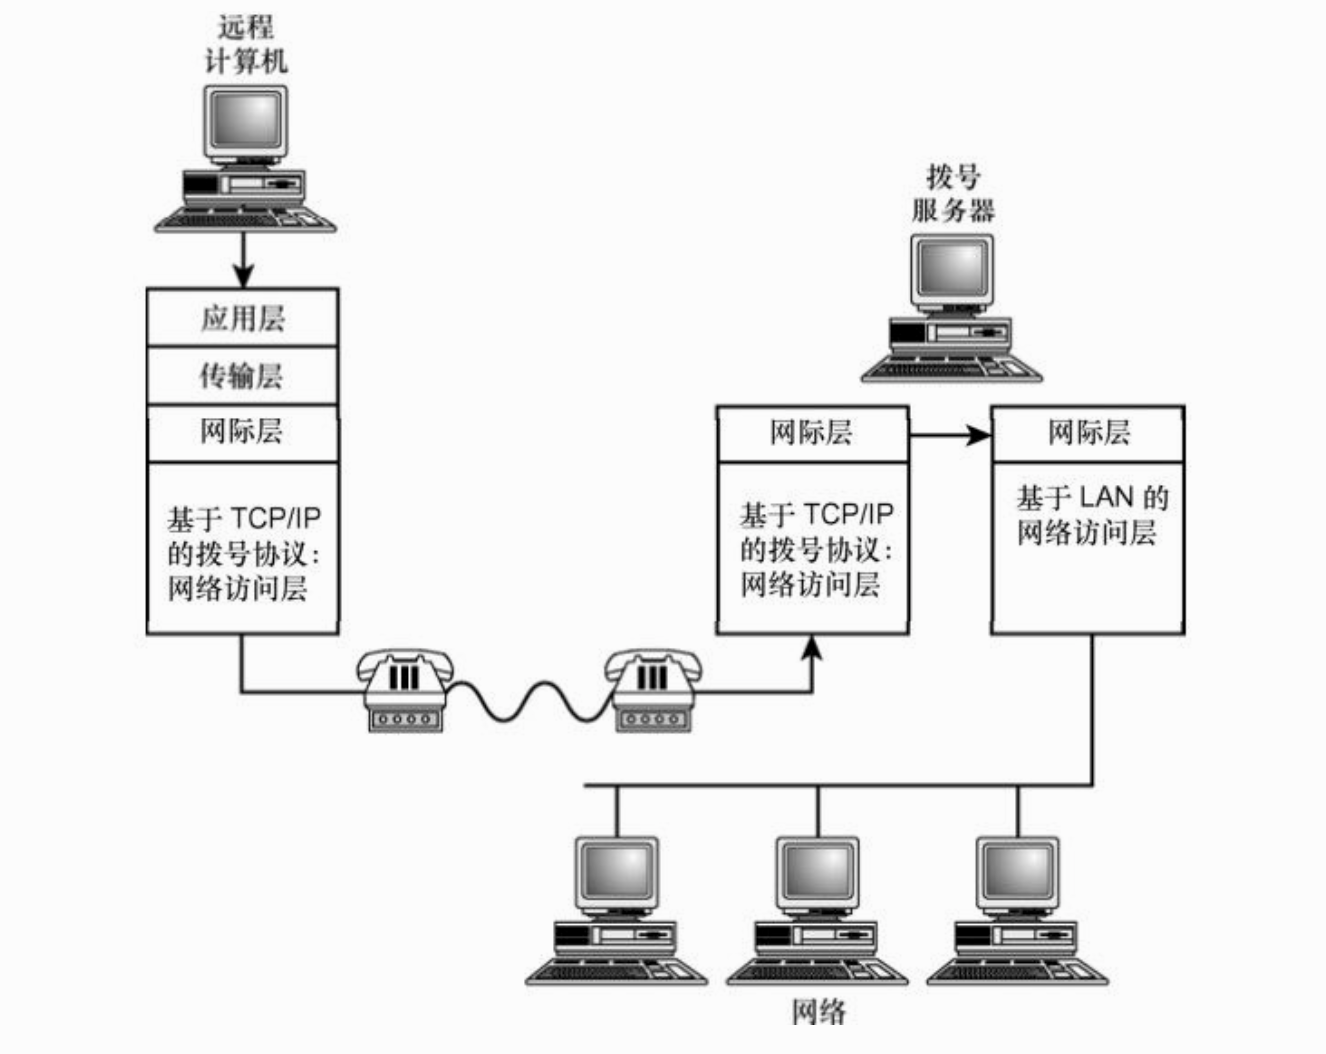 远程
计算机
拨号
服务器
应用层
传输层
网际层
基于 TCP/IP
的拨号协议：
网络访问层
网际层
基于 TCP/IP
的拨号协议：
网络访问层
网际层
基于 LAN 的
网络访问层
网络